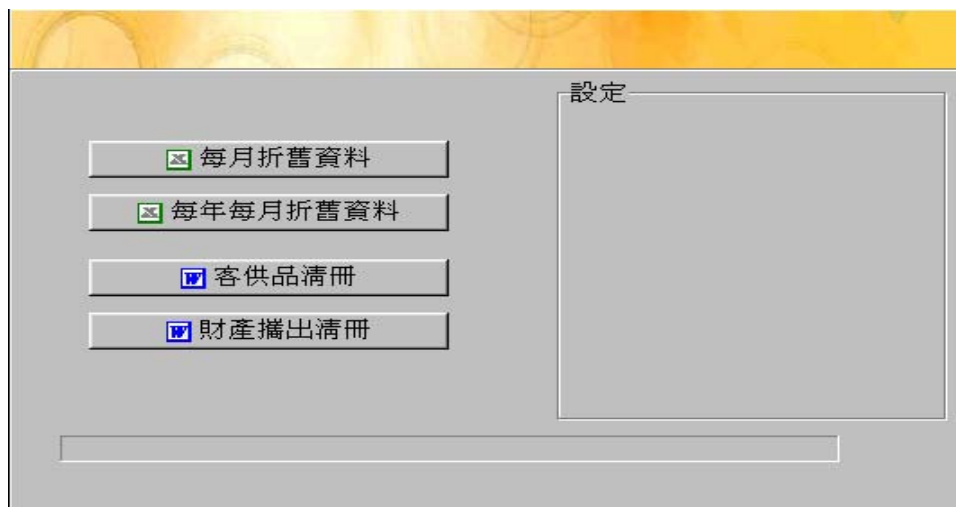 設定
每月折舊資料
每年每月折舊資料
客供品清冊
財產攜出清冊